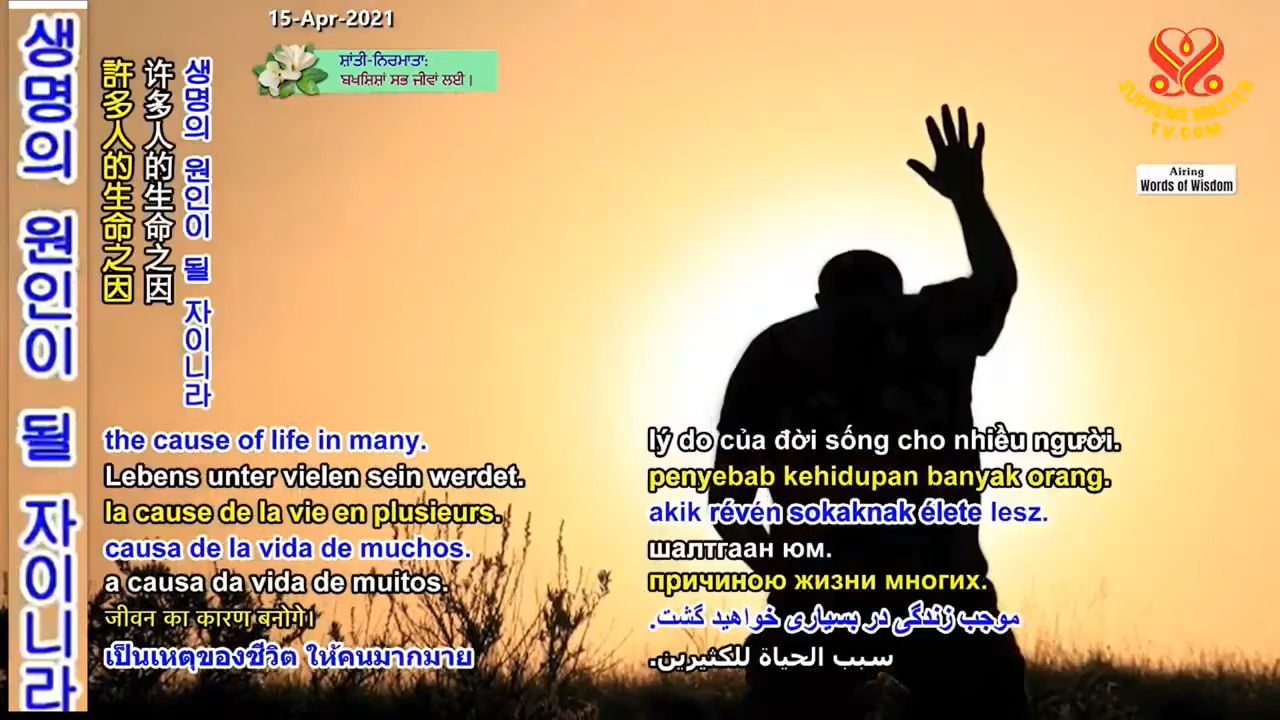 15-Apr-2021
ਸ਼ਾਂਤੀ-ਨਿਰਮਾਤਾ:
ਬਖਸ਼ਿਸ਼ਾਂ ਸਭ ਜੀਵਾਂ ਲਈ।
SUPREME MASTER
TV.COM
Airing
Words of Wisdom
생명의 원인이 될 자이니라
許多人的生命之因
许多人的生命之因
생명의 원인이 될 자이니라
the cause of life in many.
Lebens unter vielen sein werdet.
la cause de la vie en plusieurs.
causa de la vida de muchos.
a causa da vida de muitos.
जीवन का कारण बनोगे।
เป็นเหตุของชีวิต ให้คนมากมาย
lý do của đời sống cho nhiều người.
penyebab kehidupan banyak orang.
akik révén sokaknak élete lesz.
шалтгаан юм.
причиною жизни многих.
موجب زندگی در بسیاری خواهید گشت.
سبب الحياة للكثيرين.